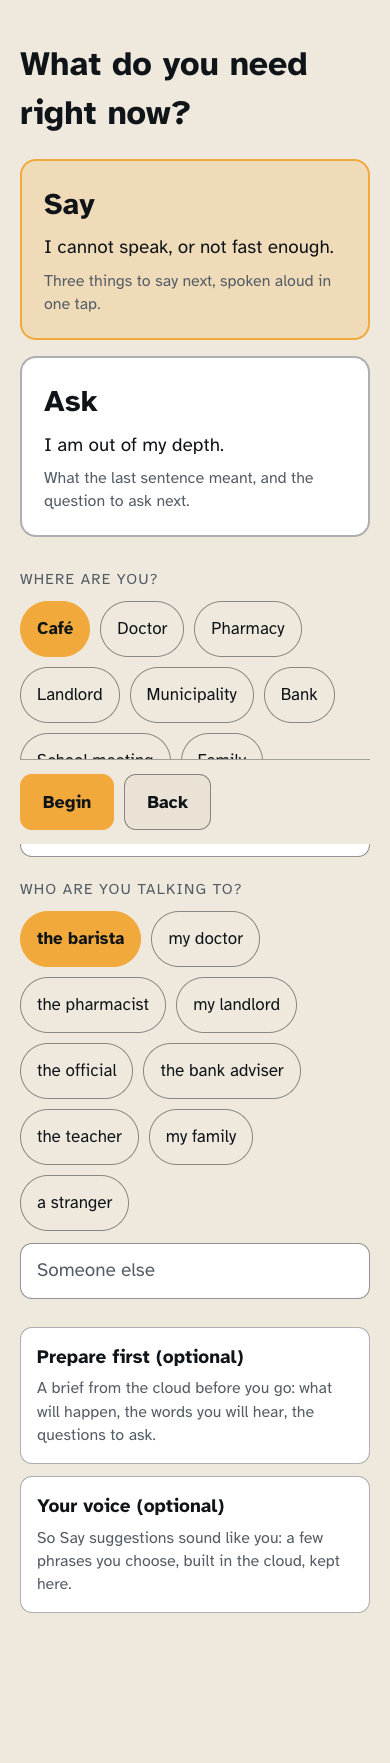 What do you need
right now?
Say
I cannot speak, or not fast enough.
Three things to say next, spoken aloud in
one tap.
Ask
I am out of my depth.
What the last sentence meant, and the
question to ask next.
WHERE ARE YOU?
Café Doctor Pharmacy
Landlord Municipality Bank
School meeting Family
Begin Back
WHO ARE YOU TALKING TO?
the barista my doctor
the pharmacist my landlord
the official the bank adviser
the teacher my family
a stranger
Someone else
Prepare first (optional)
A brief from the cloud before you go: what
will happen, the words you will hear, the
questions to ask.
Your voice (optional)
So Say suggestions sound like you: a few
phrases you choose, built in the cloud, kept
here.